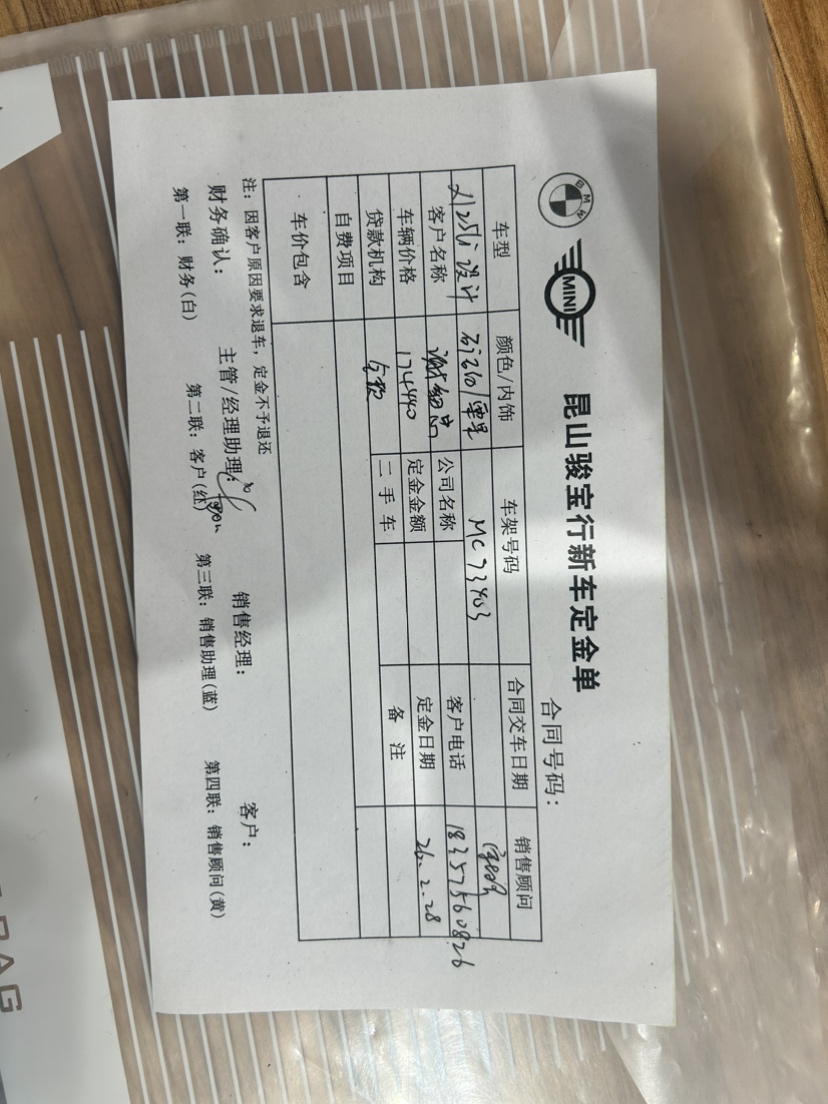 BMW
MINI
昆山骏宝行新车定金单
合同号码：
车型 颜色/内饰 车架号码 合同交车日期 销售顾问
X125Li 设计 MC73403
客户名称 公司名称 客户电话 18357560826
车辆价格 174440 定金金额 定金日期 26.2.28
贷款机构 全款 二手车 备 注
自费项目
车价包含
注：因客户原因要求退车，定金不予退还
财务确认： 主管/经理助理： 销售经理： 客户：
第一联：财务(白) 第二联：客户(红) 第三联：销售助理(蓝) 第四联：销售顾问(黄)
BAG